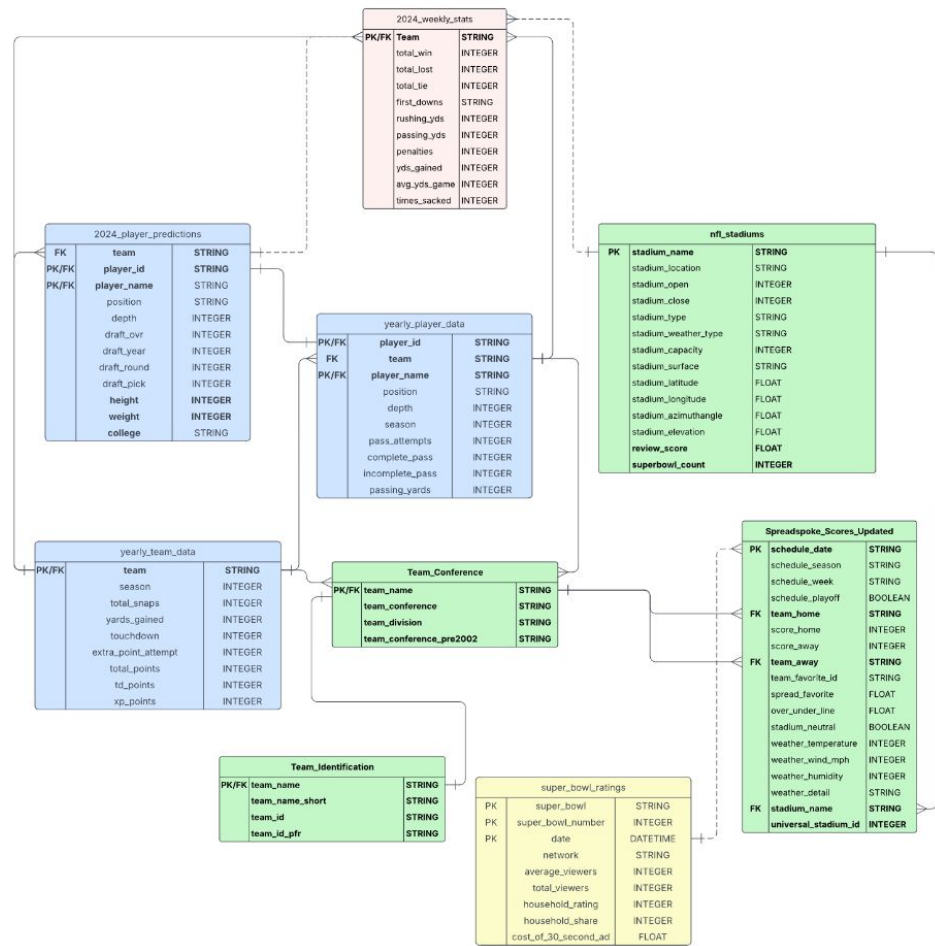 2024_weekly_stats
PK/FK Team STRING
total_win INTEGER
total_lost INTEGER
total_tie INTEGER
first_downs STRING
rushing_yds INTEGER
passing_yds INTEGER
penalties INTEGER
yds_gained INTEGER
avg_yds_game INTEGER
times_sacked INTEGER
2024_player_predictions
FK team STRING
PK/FK player_id STRING
PK/FK player_name STRING
position STRING
depth INTEGER
draft_ovr INTEGER
draft_year INTEGER
draft_round INTEGER
draft_pick INTEGER
height INTEGER
weight INTEGER
college STRING
nfl_stadiums
PK stadium_name STRING
stadium_location STRING
stadium_open INTEGER
stadium_close INTEGER
stadium_type STRING
stadium_weather_type STRING
stadium_capacity INTEGER
stadium_surface STRING
stadium_latitude FLOAT
stadium_longitude FLOAT
stadium_azimuthangle FLOAT
stadium_elevation FLOAT
review_score FLOAT
superbowl_count INTEGER
yearly_player_data
PK/FK player_id STRING
FK team STRING
PK/FK player_name STRING
position STRING
depth INTEGER
season INTEGER
pass_attempts INTEGER
complete_pass INTEGER
incomplete_pass INTEGER
passing_yards INTEGER
yearly_team_data
PK/FK team STRING
season INTEGER
total_snaps INTEGER
yards_gained INTEGER
touchdown INTEGER
extra_point_attempt INTEGER
total_points INTEGER
td_points INTEGER
xp_points INTEGER
Team_Conference
PK/FK team_name STRING
team_conference STRING
team_division STRING
team_conference_pre2002 STRING
Spreadspoke_Scores_Updated
PK schedule_date STRING
schedule_season STRING
schedule_week STRING
schedule_playoff BOOLEAN
FK team_home STRING
score_home INTEGER
score_away INTEGER
FK team_away STRING
team_favorite_id STRING
spread_favorite FLOAT
over_under_line FLOAT
stadium_neutral BOOLEAN
weather_temperature INTEGER
weather_wind_mph INTEGER
weather_humidity INTEGER
weather_detail STRING
FK stadium_name STRING
universal_stadium_id INTEGER
Team_Identification
PK/FK team_name STRING
team_name_short STRING
team_id STRING
team_id_pfr STRING
super_bowl_ratings
PK super_bowl STRING
PK super_bowl_number INTEGER
PK date DATETIME
network STRING
average_viewers INTEGER
total_viewers INTEGER
household_rating INTEGER
household_share INTEGER
cost_of_30_second_ad FLOAT